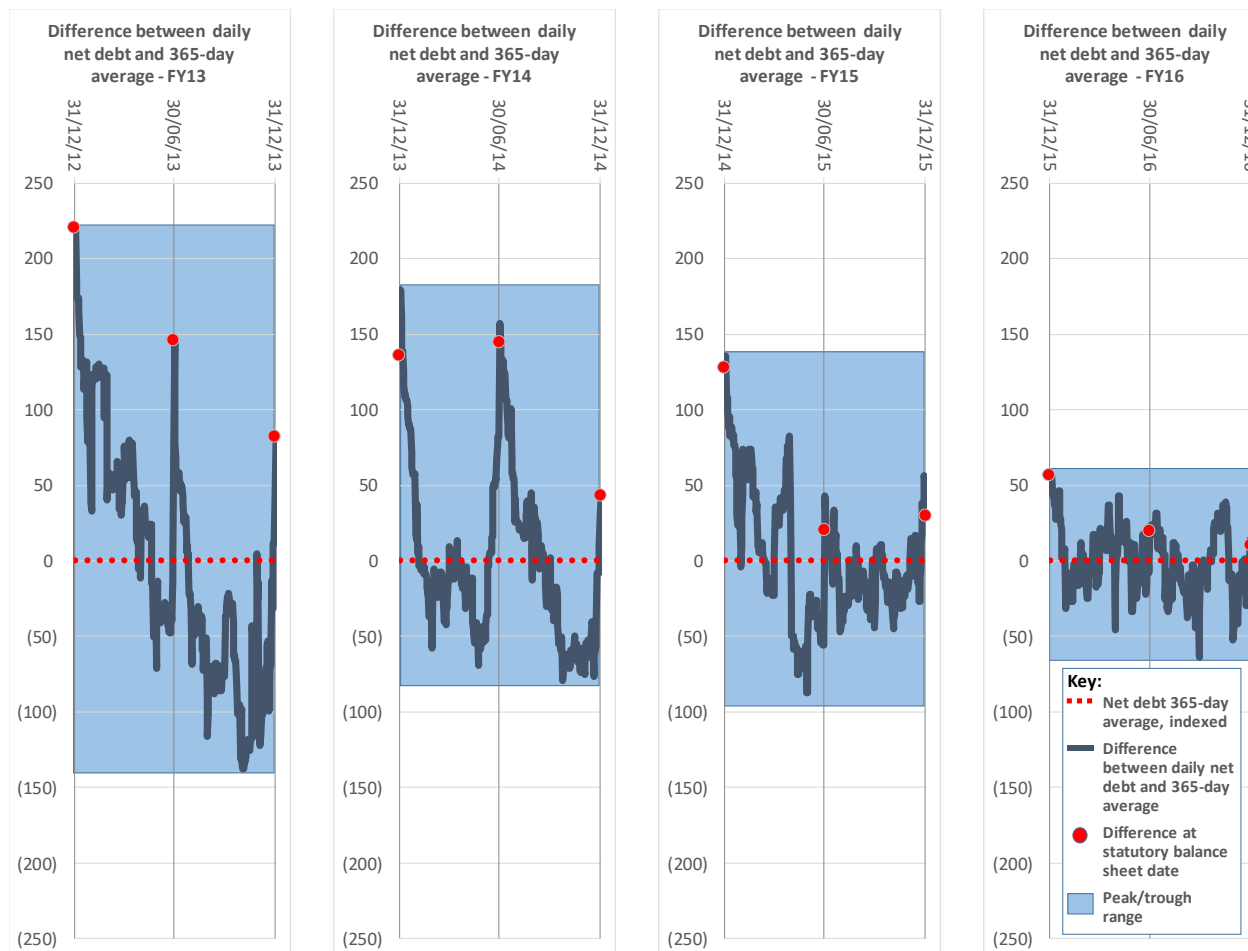 Difference between daily
net debt and 365-day
average - FY13
31/12/12
30/06/13
31/12/13
250
200
150
100
50
0
(50)
(100)
(150)
(200)
(250)
Difference between daily
net debt and 365-day
average - FY14
31/12/13
30/06/14
31/12/14
250
200
150
100
50
0
(50)
(100)
(150)
(200)
(250)
Difference between daily
net debt and 365-day
average - FY15
31/12/14
30/06/15
31/12/15
250
200
150
100
50
0
(50)
(100)
(150)
(200)
(250)
Difference between daily
net debt and 365-day
average - FY16
31/12/15
30/06/16
31/12/16
250
200
150
100
50
0
(50)
(100)
(150)
(200)
(250)
Key:
Net debt 365-day
average, indexed
Difference
between daily net
debt and 365-day
average
Difference at
statutory balance
sheet date
Peak/trough
range